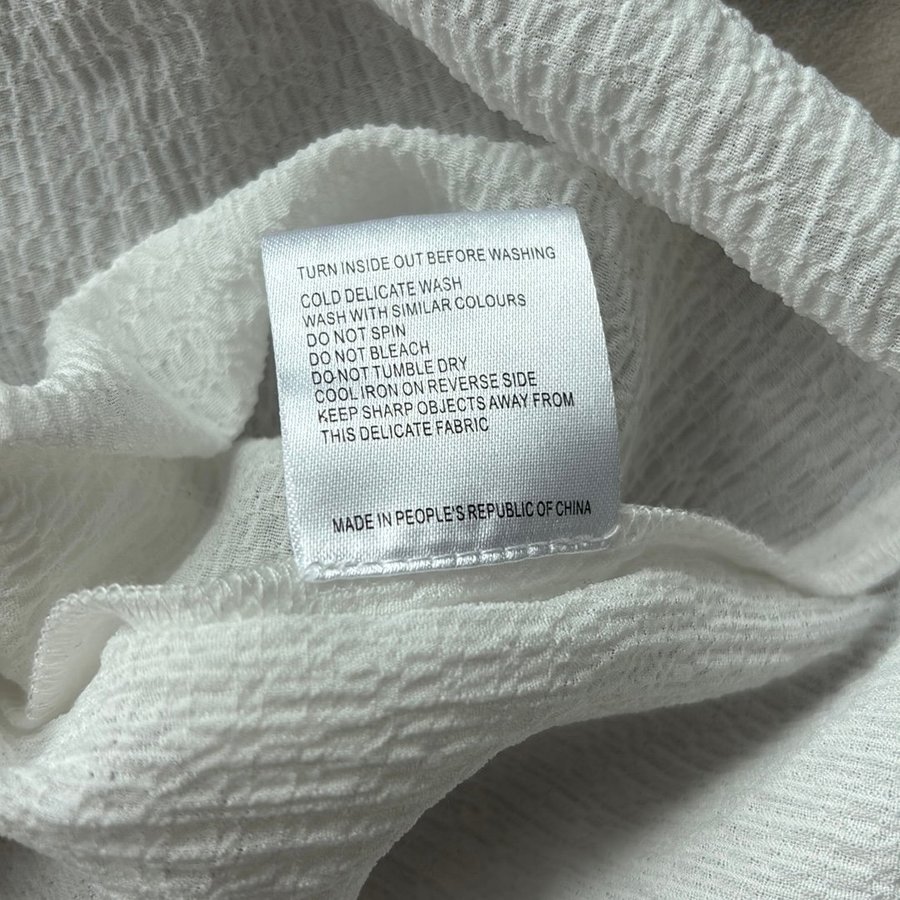 TURN INSIDE OUT BEFORE WASHING
COLD DELICATE WASH
WASH WITH SIMILAR COLOURS
DO NOT SPIN
DO NOT BLEACH
DO NOT TUMBLE DRY
COOL IRON ON REVERSE SIDE
KEEP SHARP OBJECTS AWAY FROM
THIS DELICATE FABRIC
MADE IN PEOPLE'S REPUBLIC OF CHINA